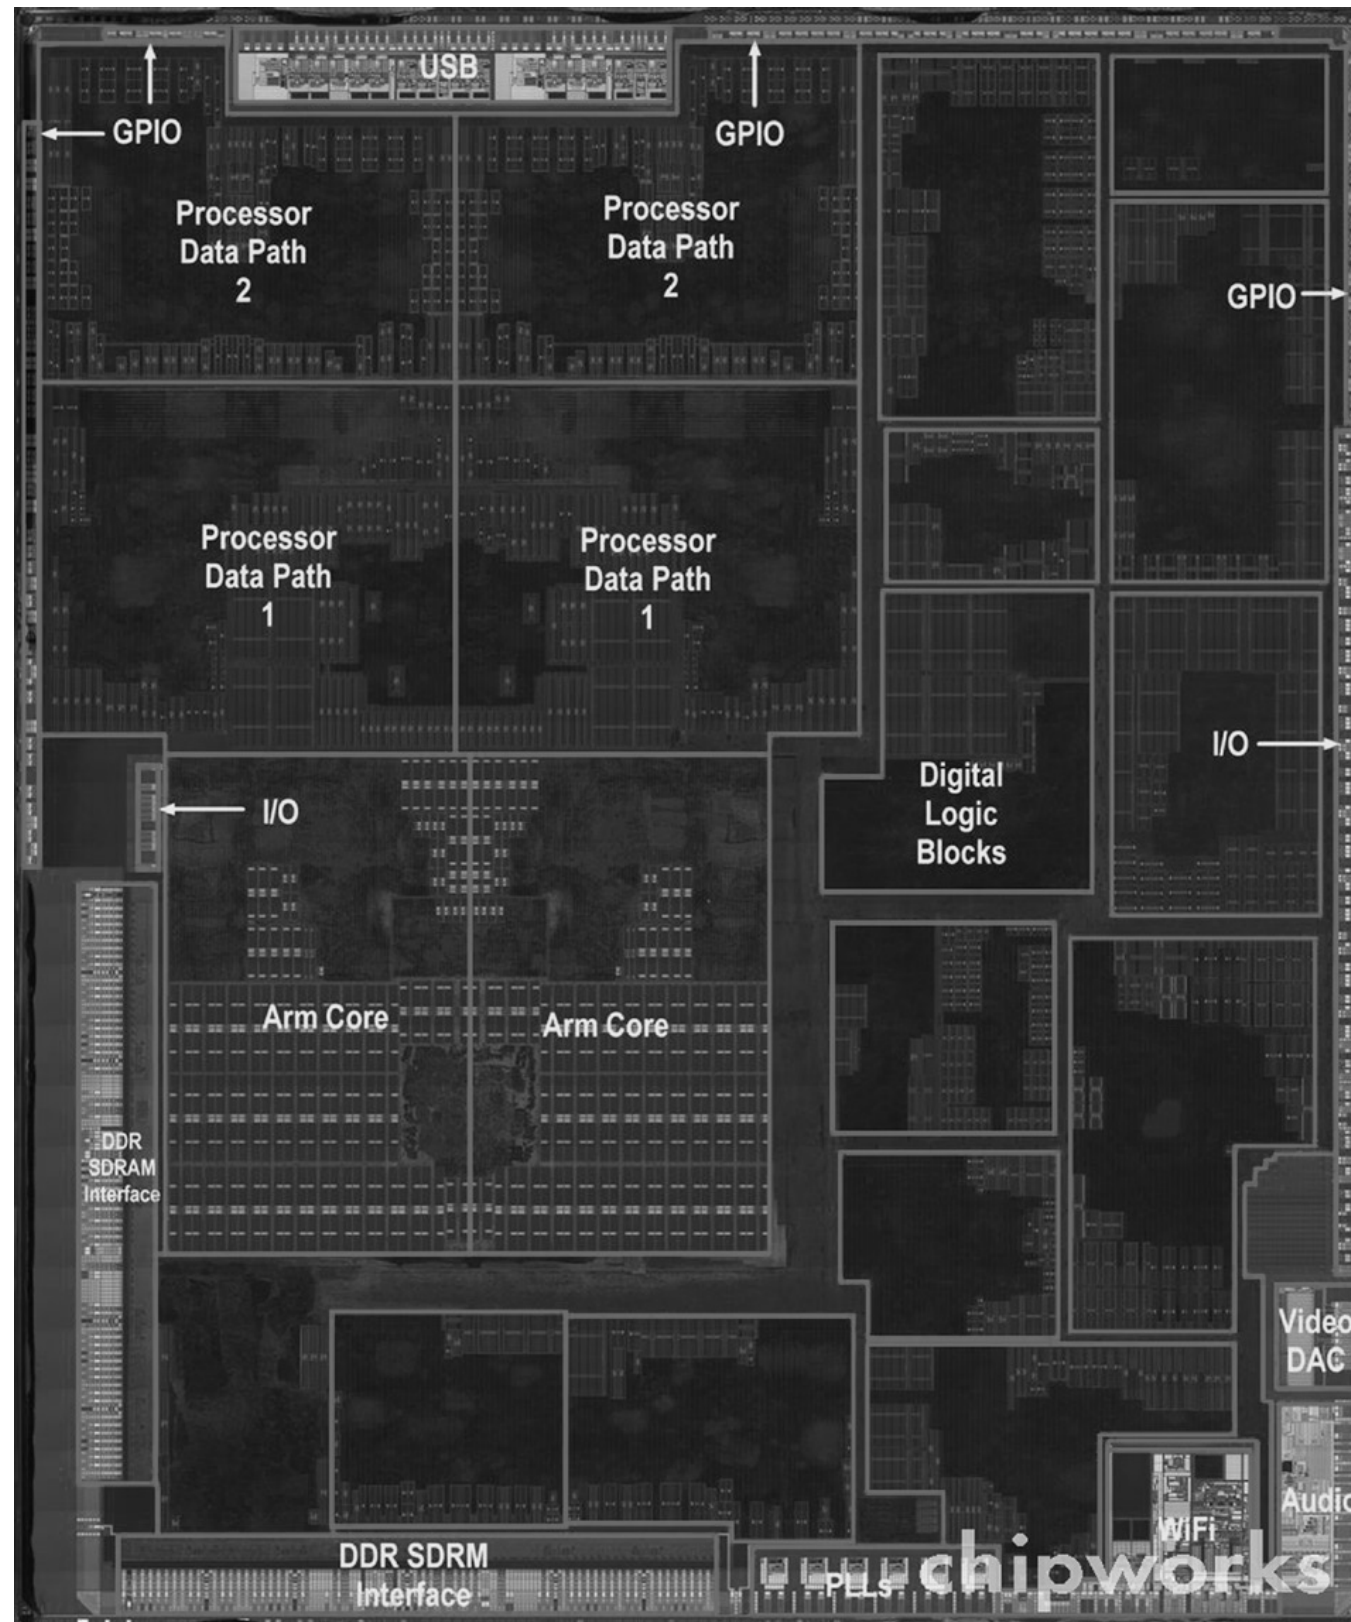 USB
GPIO
GPIO
Processor
Data Path
2
Processor
Data Path
2
GPIO
Processor
Data Path
1
Processor
Data Path
1
I/O
Digital
Logic
Blocks
I/O
Arm Core
Arm Core
DDR
SDRAM
Interface
Video
DAC
Audio
WiFi
DDR SDRM
Interface
PLLs
chipworks